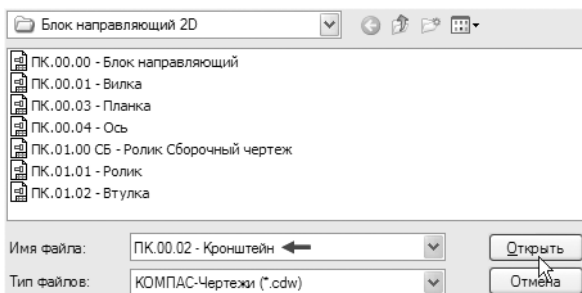 Блок направляющий 2D
ПК.00.00 - Блок направляющий
ПК.00.01 - Вилка
ПК.00.03 - Планка
ПК.00.04 - Ось
ПК.01.00 СБ - Ролик Сборочный чертеж
ПК.01.01 - Ролик
ПК.01.02 - Втулка
Имя файла: ПК.00.02 - Кронштейн Открыть
Тип файлов: КОМПАС-Чертежи (*.cdw) Отмена